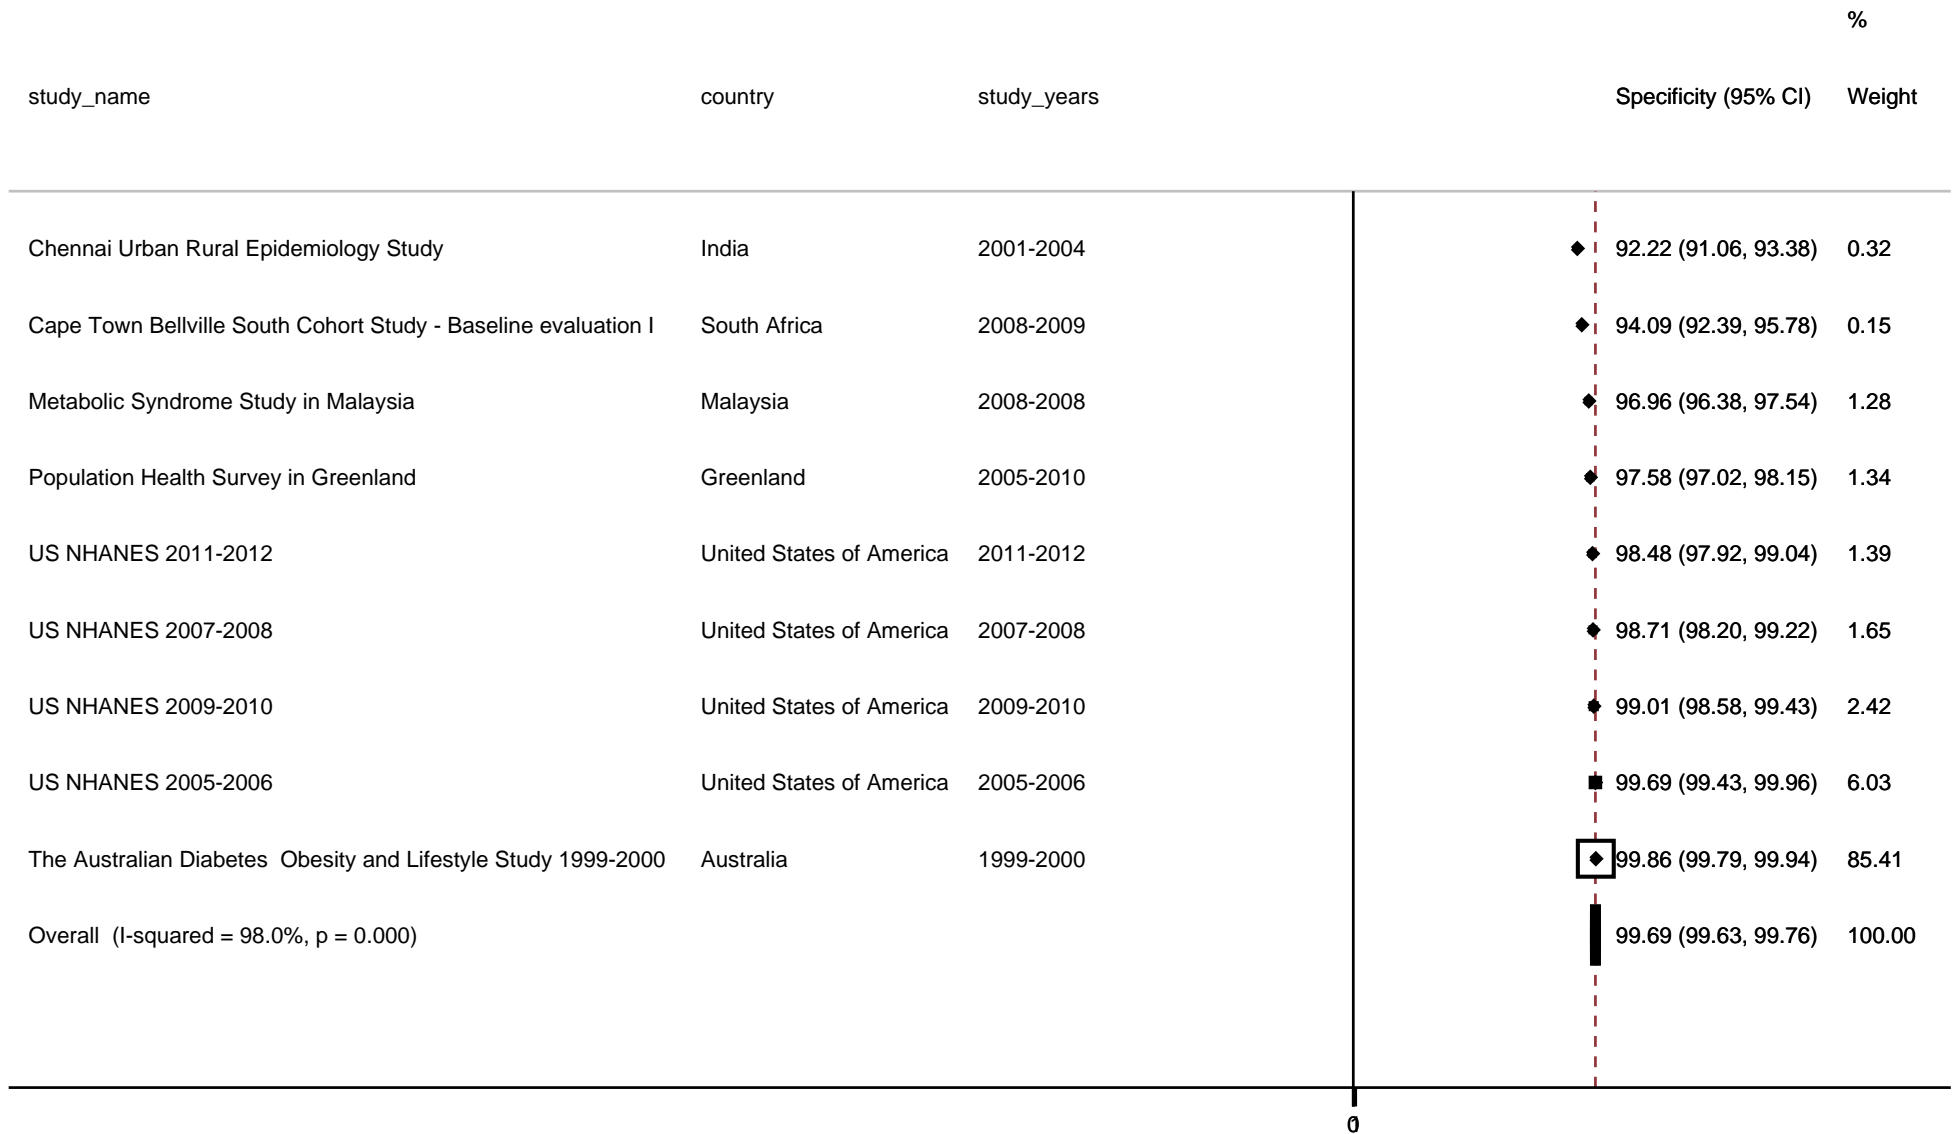 %
study_name country study_years Specificity (95% CI) Weight
Chennai Urban Rural Epidemiology Study India 2001-2004 92.22 (91.06, 93.38) 0.32
Cape Town Bellville South Cohort Study - Baseline evaluation I South Africa 2008-2009 94.09 (92.39, 95.78) 0.15
Metabolic Syndrome Study in Malaysia Malaysia 2008-2008 96.96 (96.38, 97.54) 1.28
Population Health Survey in Greenland Greenland 2005-2010 97.58 (97.02, 98.15) 1.34
US NHANES 2011-2012 United States of America 2011-2012 98.48 (97.92, 99.04) 1.39
US NHANES 2007-2008 United States of America 2007-2008 98.71 (98.20, 99.22) 1.65
US NHANES 2009-2010 United States of America 2009-2010 99.01 (98.58, 99.43) 2.42
US NHANES 2005-2006 United States of America 2005-2006 99.69 (99.43, 99.96) 6.03
The Australian Diabetes  Obesity and Lifestyle Study 1999-2000 Australia 1999-2000 99.86 (99.79, 99.94) 85.41
Overall  (I-squared = 98.0%, p = 0.000) 99.69 (99.63, 99.76) 100.00